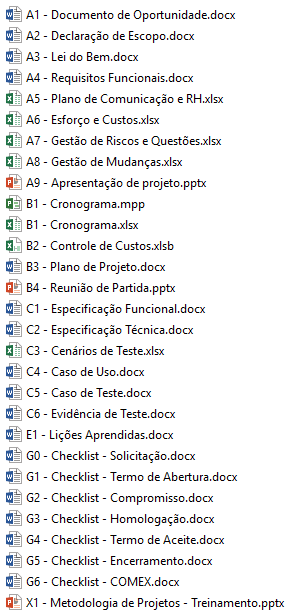 A1 - Documento de Oportunidade.docx
A2 - Declaração de Escopo.docx
A3 - Lei do Bem.docx
A4 - Requisitos Funcionais.docx
A5 - Plano de Comunicação e RH.xlsx
A6 - Esforço e Custos.xlsx
A7 - Gestão de Riscos e Questões.xlsx
A8 - Gestão de Mudanças.xlsx
A9 - Apresentação de projeto.pptx
B1 - Cronograma.mpp
B1 - Cronograma.xlsx
B2 - Controle de Custos.xlsb
B3 - Plano de Projeto.docx
B4 - Reunião de Partida.pptx
C1 - Especificação Funcional.docx
C2 - Especificação Técnica.docx
C3 - Cenários de Teste.xlsx
C4 - Caso de Uso.docx
C5 - Caso de Teste.docx
C6 - Evidência de Teste.docx
E1 - Lições Aprendidas.docx
G0 - Checklist - Solicitação.docx
G1 - Checklist - Termo de Abertura.docx
G2 - Checklist - Compromisso.docx
G3 - Checklist - Homologação.docx
G4 - Checklist - Termo de Aceite.docx
G5 - Checklist - Encerramento.docx
G6 - Checklist - COMEX.docx
X1 - Metodologia de Projetos - Treinamento.pptx